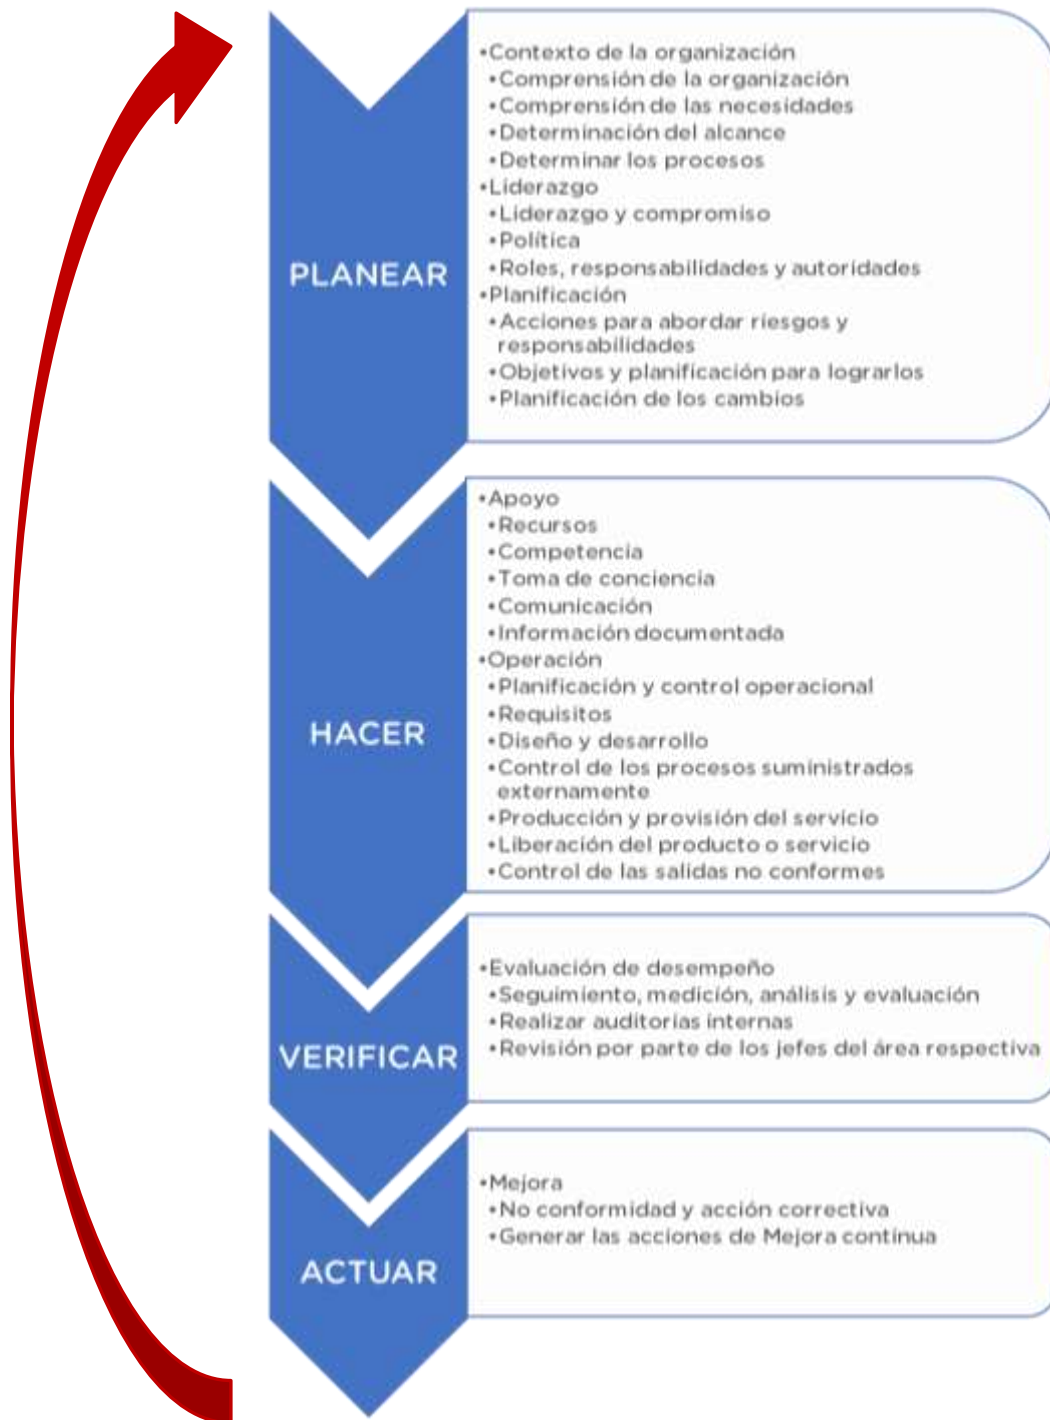 PLANEAR
•Contexto de la organización
•Comprensión de la organización
•Comprensión de las necesidades
•Determinación del alcance
•Determinar los procesos
•Liderazgo
•Liderazgo y compromiso
•Política
•Roles, responsabilidades y autoridades
•Planificación
•Acciones para abordar riesgos y
responsabilidades
•Objetivos y planificación para lograrlos
•Planificación de los cambios
HACER
•Apoyo
•Recursos
•Competencia
•Toma de conciencia
•Comunicación
•Información documentada
•Operación
•Planificación y control operacional
•Requisitos
•Diseño y desarrollo
•Control de los procesos suministrados
externamente
•Producción y provisión del servicio
•Liberación del producto o servicio
•Control de las salidas no conformes
VERIFICAR
•Evaluación de desempeño
•Seguimiento, medición, análisis y evaluación
•Realizar auditorías internas
•Revisión por parte de los jefes del área respectiva
ACTUAR
•Mejora
•No conformidad y acción correctiva
•Generar las acciones de Mejora continua